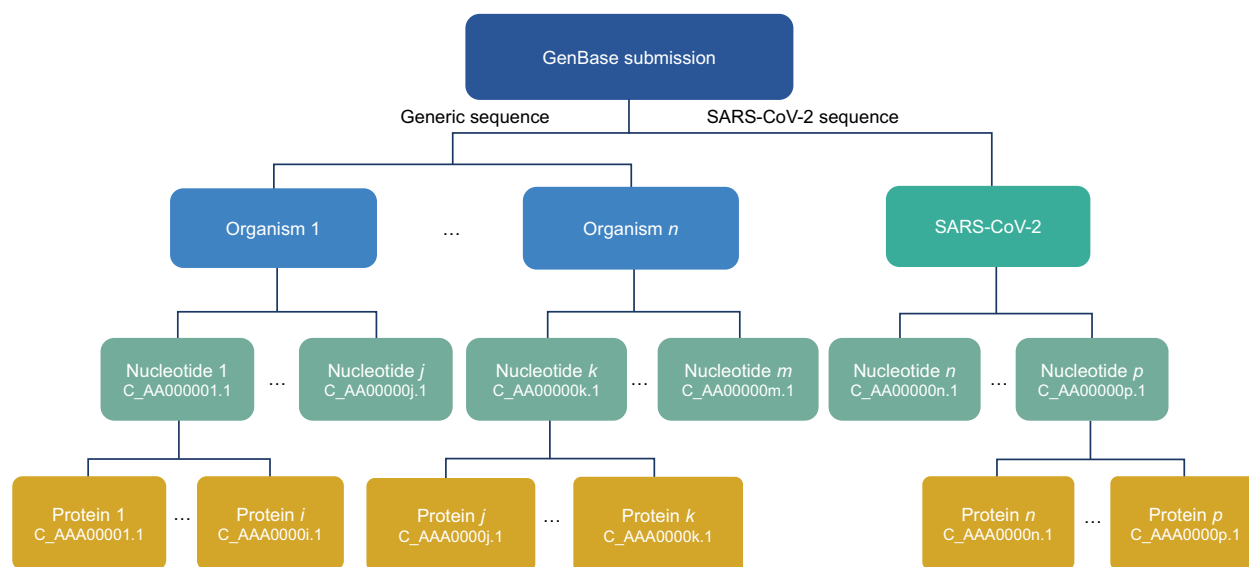 GenBase submission
Generic sequence
SARS-CoV-2 sequence
Organism 1
...
Organism n
SARS-CoV-2
Nucleotide 1
C_AA000001.1
...
Nucleotide j
C_AA00000j.1
Nucleotide k
C_AA00000k.1
...
Nucleotide m
C_AA00000m.1
Nucleotide n
C_AA00000n.1
...
Nucleotide p
C_AA00000p.1
Protein 1
C_AAA00001.1
...
Protein i
C_AAA0000i.1
Protein j
C_AAA0000j.1
...
Protein k
C_AAA0000k.1
Protein n
C_AAA0000n.1
...
Protein p
C_AAA0000p.1